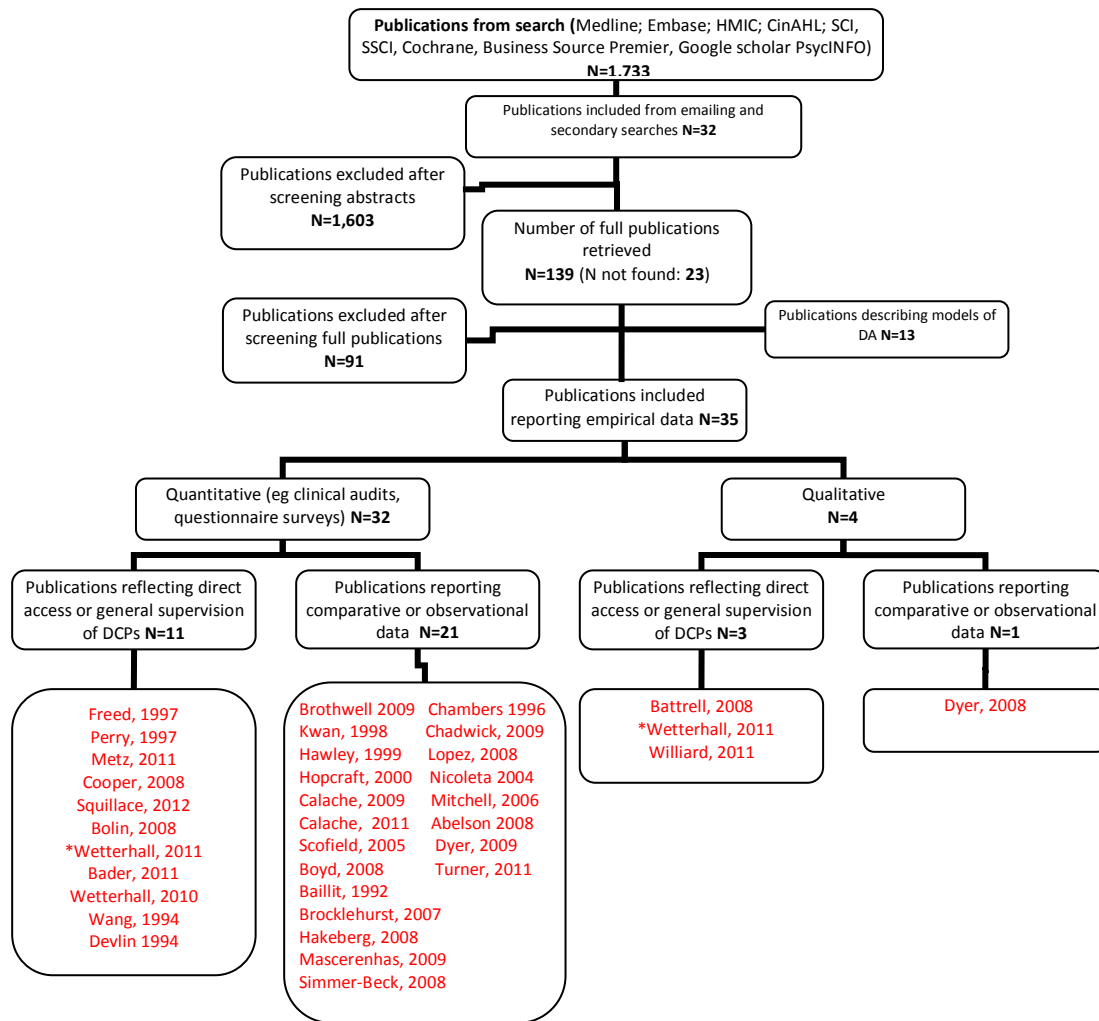 Publications from search (Medline; Embase; HMIC; CinAHL; SCI,
SSCI, Cochrane, Business Source Premier, Google scholar PsycINFO)
N=1,733
Publications included from emailing and
secondary searches N=32
Publications excluded after
screening abstracts
N=1,603
Number of full publications
retrieved
N=139 (N not found: 23)
Publications excluded after
screening full publications
N=91
Publications describing models of
DA N=13
Publications included
reporting empirical data N=35
Quantitative (eg clinical audits,
questionnaire surveys) N=32
Qualitative
N=4
Publications reflecting direct
access or general supervision
of DCPs N=11
Publications reporting
comparative or observational
data N=21
Publications reflecting direct
access or general supervision
of DCPs N=3
Publications reporting
comparative or observational
data N=1
Freed, 1997
Perry, 1997
Metz, 2011
Cooper, 2008
Squillace, 2012
Bolin, 2008
*Wetterhall, 2011
Bader, 2011
Wetterhall, 2010
Wang, 1994
Devlin 1994
Brothwell 2009 Chambers 1996
Kwan, 1998 Chadwick, 2009
Hawley, 1999 Lopez, 2008
Hopcraft, 2000 Nicoleta 2004
Calache, 2009 Mitchell, 2006
Calache, 2011 Abelson 2008
Scofield, 2005 Dyer, 2009
Boyd, 2008 Turner, 2011
Baillit, 1992
Brocklehurst, 2007
Hakeberg, 2008
Mascerenhas, 2009
Simmer-Beck, 2008
Battrell, 2008
*Wetterhall, 2011
Williard, 2011
Dyer, 2008